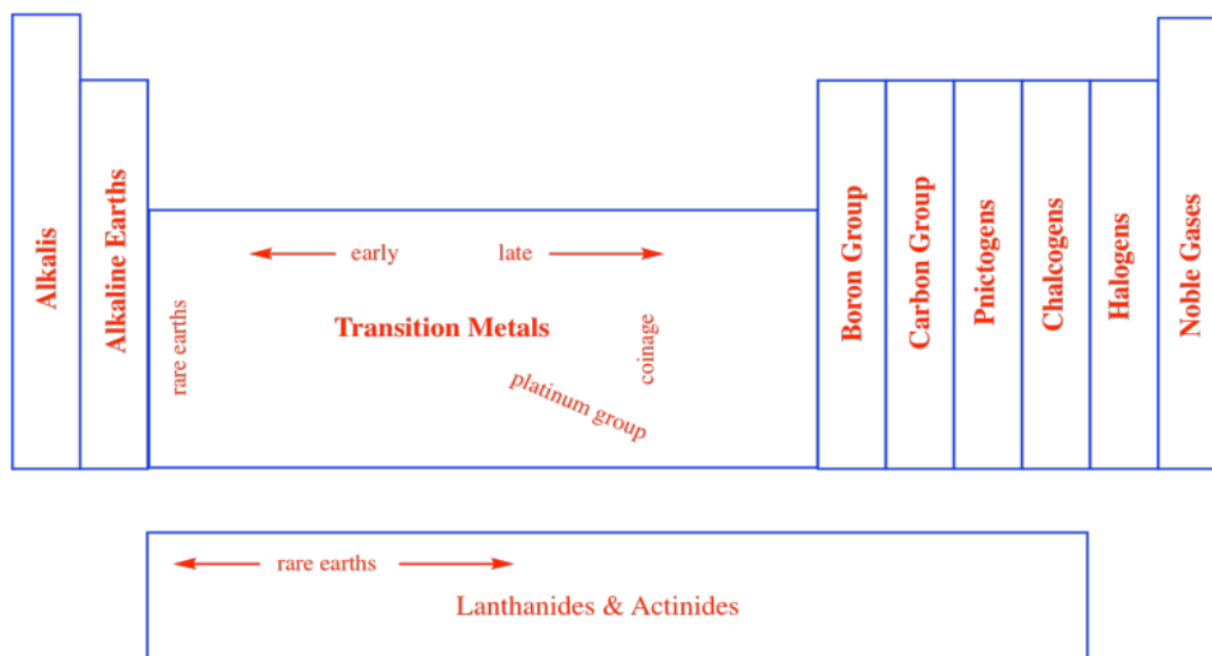 Alkalis
Alkaline Earths
rare earths
early
late
Transition Metals
coinage
platinum group
Boron Group
Carbon Group
Pnictogens
Chalcogens
Halogens
Noble Gases
rare earths
Lanthanides & Actinides